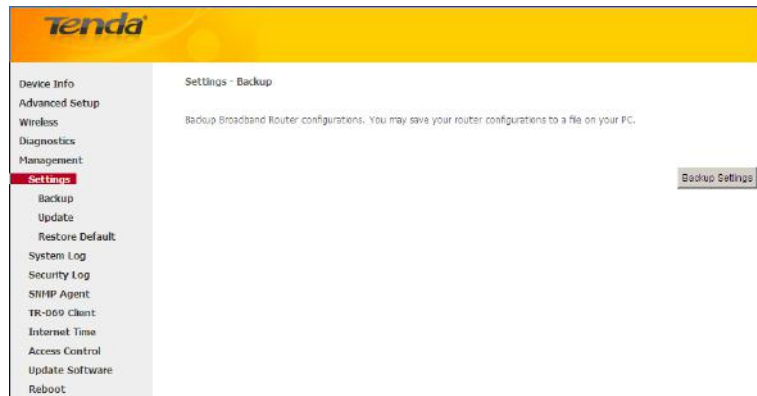 Tenda
Device Info
Advanced Setup
Wireless
Diagnostics
Management
Settings
Backup
Update
Restore Default
System Log
Security Log
SNMP Agent
TR-069 Client
Internet Time
Access Control
Update Software
Reboot
Settings - Backup
Backup Broadband Router configurations. You may save your router configurations to a file on your PC.
Backup Settings